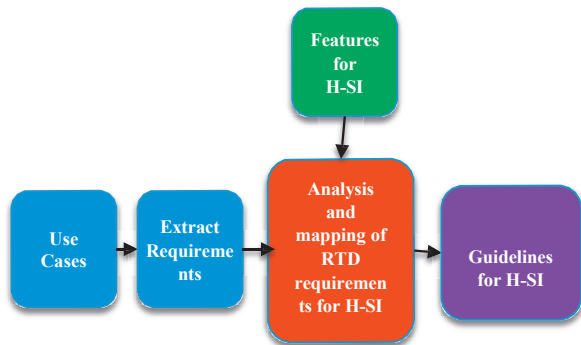 Features
for
H-SI
Use
Cases
Extract
Requireme
nts
Analysis
and
mapping of
RTD
requiremen
ts for H-SI
Guidelines
for H-SI